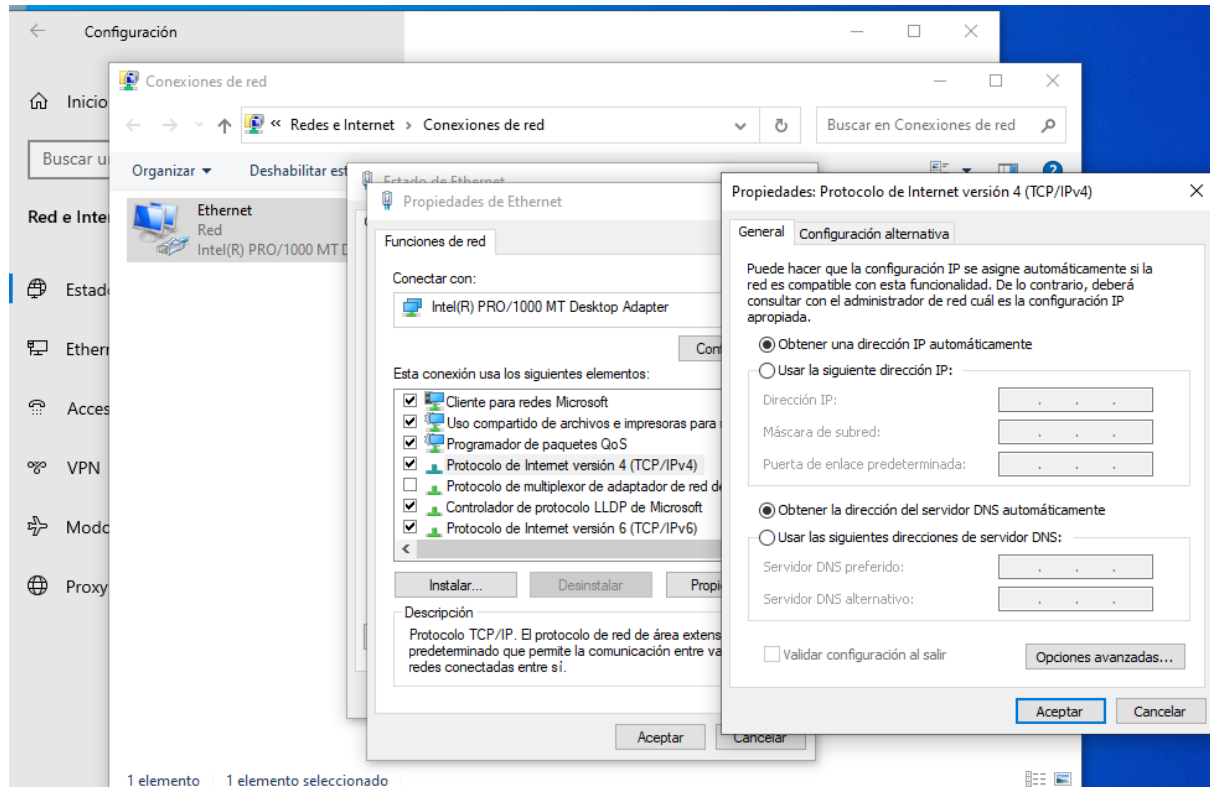 Configuración
Inicio
Buscar u
Red e Inte
Estad
Ethern
Acces
VPN
Modo
Proxy
Conexiones de red
« Redes e Internet > Conexiones de red
Buscar en Conexiones de red
Organizar
Deshabilitar est
Ethernet
Red
Intel(R) PRO/1000 MT D
1 elemento
1 elemento seleccionado
Estado de Ethernet
Propiedades de Ethernet
Funciones de red
Conectar con:
Intel(R) PRO/1000 MT Desktop Adapter
Conf
Esta conexión usa los siguientes elementos:
Cliente para redes Microsoft
Uso compartido de archivos e impresoras para
Programador de paquetes QoS
Protocolo de Internet versión 4 (TCP/IPv4)
Protocolo de multiplexor de adaptador de red de
Controlador de protocolo LLDP de Microsoft
Protocolo de Internet versión 6 (TCP/IPv6)
Instalar...
Desinstalar
Propi
Descripción
Protocolo TCP/IP. El protocolo de red de área extens
predeterminado que permite la comunicación entre va
redes conectadas entre sí.
Aceptar
Cancelar
Propiedades: Protocolo de Internet versión 4 (TCP/IPv4)
General
Configuración alternativa
Puede hacer que la configuración IP se asigne automáticamente si la
red es compatible con esta funcionalidad. De lo contrario, deberá
consultar con el administrador de red cuál es la configuración IP
apropiada.
Obtener una dirección IP automáticamente
Usar la siguiente dirección IP:
Dirección IP:
Máscara de subred:
Puerta de enlace predeterminada:
Obtener la dirección del servidor DNS automáticamente
Usar las siguientes direcciones de servidor DNS:
Servidor DNS preferido:
Servidor DNS alternativo:
Validar configuración al salir
Opciones avanzadas...
Aceptar
Cancelar